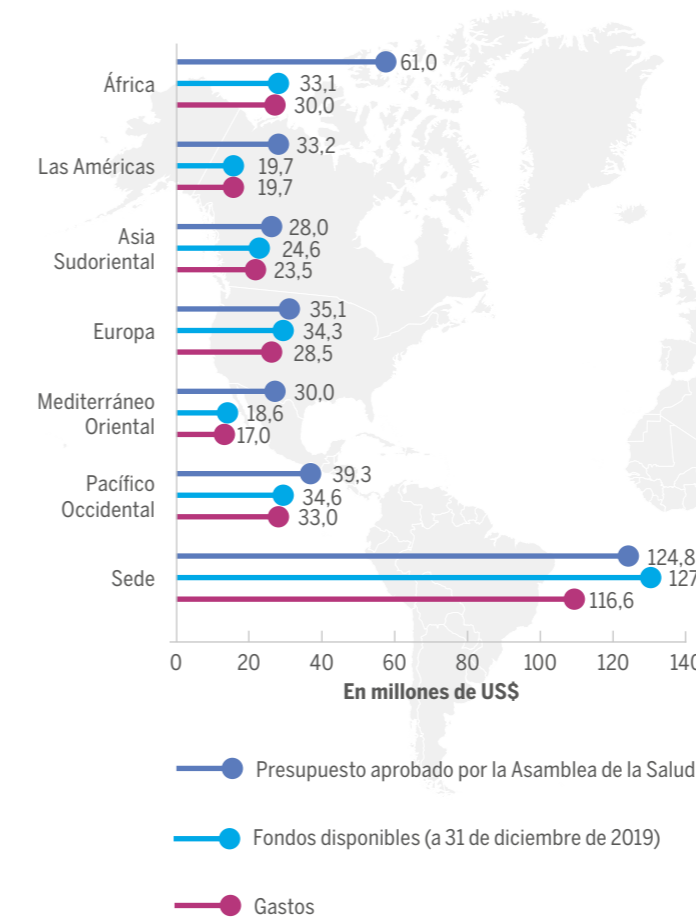 África
61,0
33,1
30,0
Las Américas
33,2
19,7
19,7
Asia
Sudoriental
28,0
24,6
23,5
Europa
35,1
34,3
28,5
Mediterráneo
Oriental
30,0
18,6
17,0
Pacífico
Occidental
39,3
34,6
33,0
Sede
124,8
127
116,6
0 20 40 60 80 100 120 140
En millones de US$
Presupuesto aprobado por la Asamblea de la Salud
Fondos disponibles (a 31 de diciembre de 2019)
Gastos